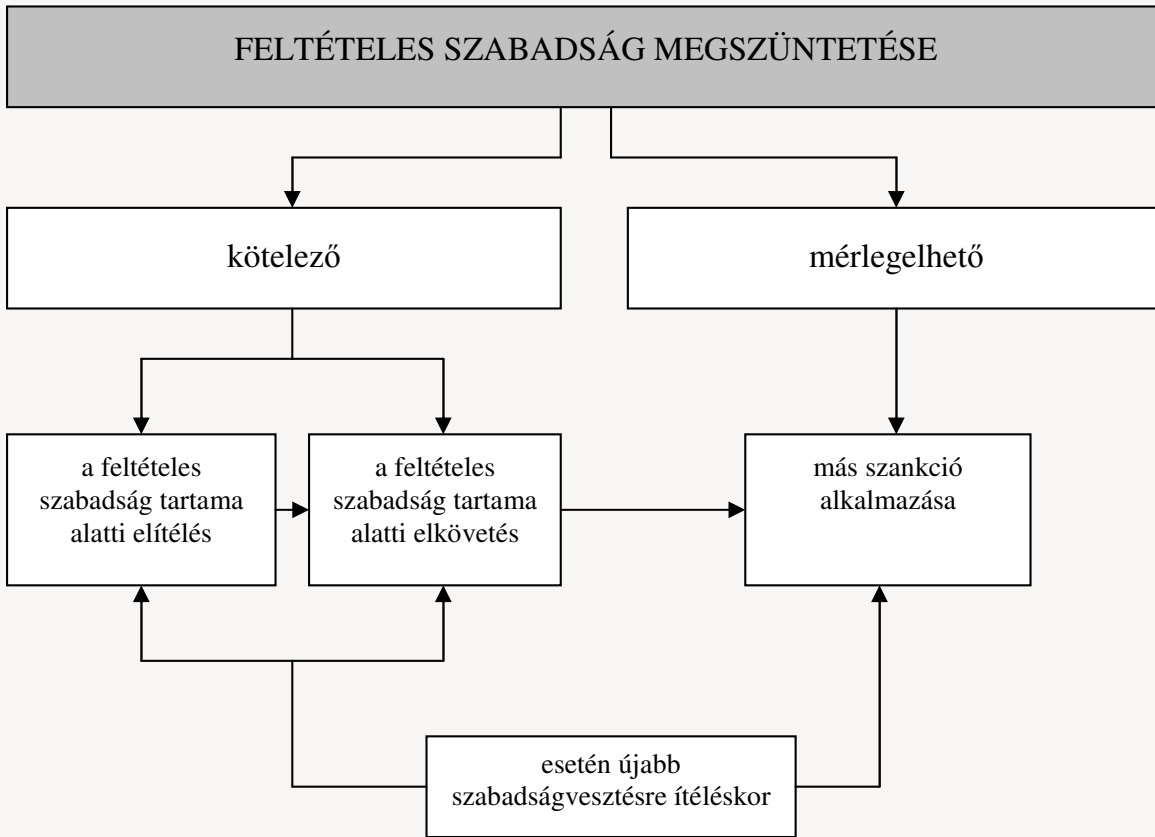 FELTÉTELES SZABADSÁG MEGSZÜNTETÉSE
kötelező
mérlegelhető
a feltételes
szabadság tartama
alatti elítélés
a feltételes
szabadság tartama
alatti elkövetés
más szankció
alkalmazása
esetén újabb
szabadságvesztésre ítéléskor